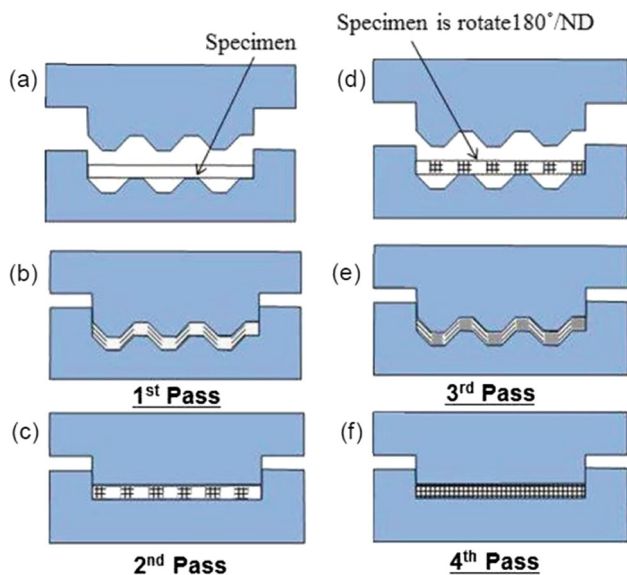 Specimen
Specimen is rotate180˚/ND
(a)
(d)
(b)
(e)
1st Pass
3rd Pass
(c)
(f)
2nd Pass
4th Pass